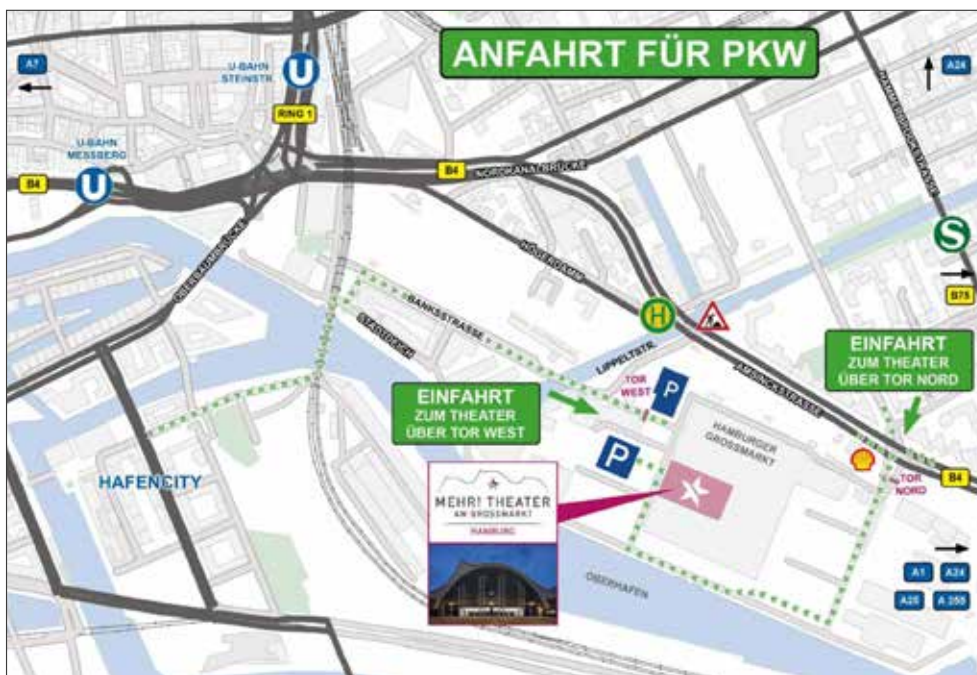 ANFAHRT FÜR PKW
A7
U-BAHN
STEINSTR.
U
RING 1
A24
HAMMERBROOKSTRASSE
U-BAHN
MESSBERG
U
B4
B4
NORDKANALBRÜCKE
OBERBAUMBRÜCKE
HÖGERDAMM
S
B75
BANKSSTRASSE
STADTDEICH
H
LIPPELTSTR.
AMSINCKSTRASSE
EINFAHRT
ZUM THEATER
ÜBER TOR NORD
TOR
WEST
P
EINFAHRT
ZUM THEATER
ÜBER TOR WEST
HAMBURGER
GROSSMARKT
P
TOR
NORD
B4
HAFENCITY
MEHR! THEATER
AM GROSSMARKT
HAMBURG
OBERHAFEN
A1
A24
A25
A 255